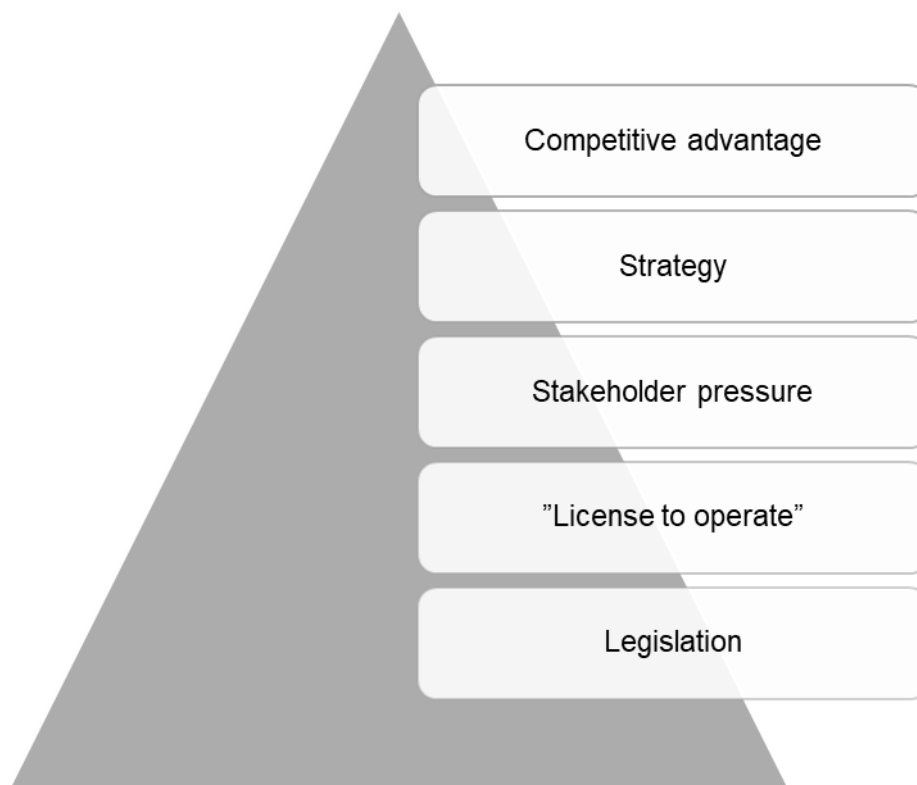 Competitive advantage
Strategy
Stakeholder pressure
”License to operate”
Legislation